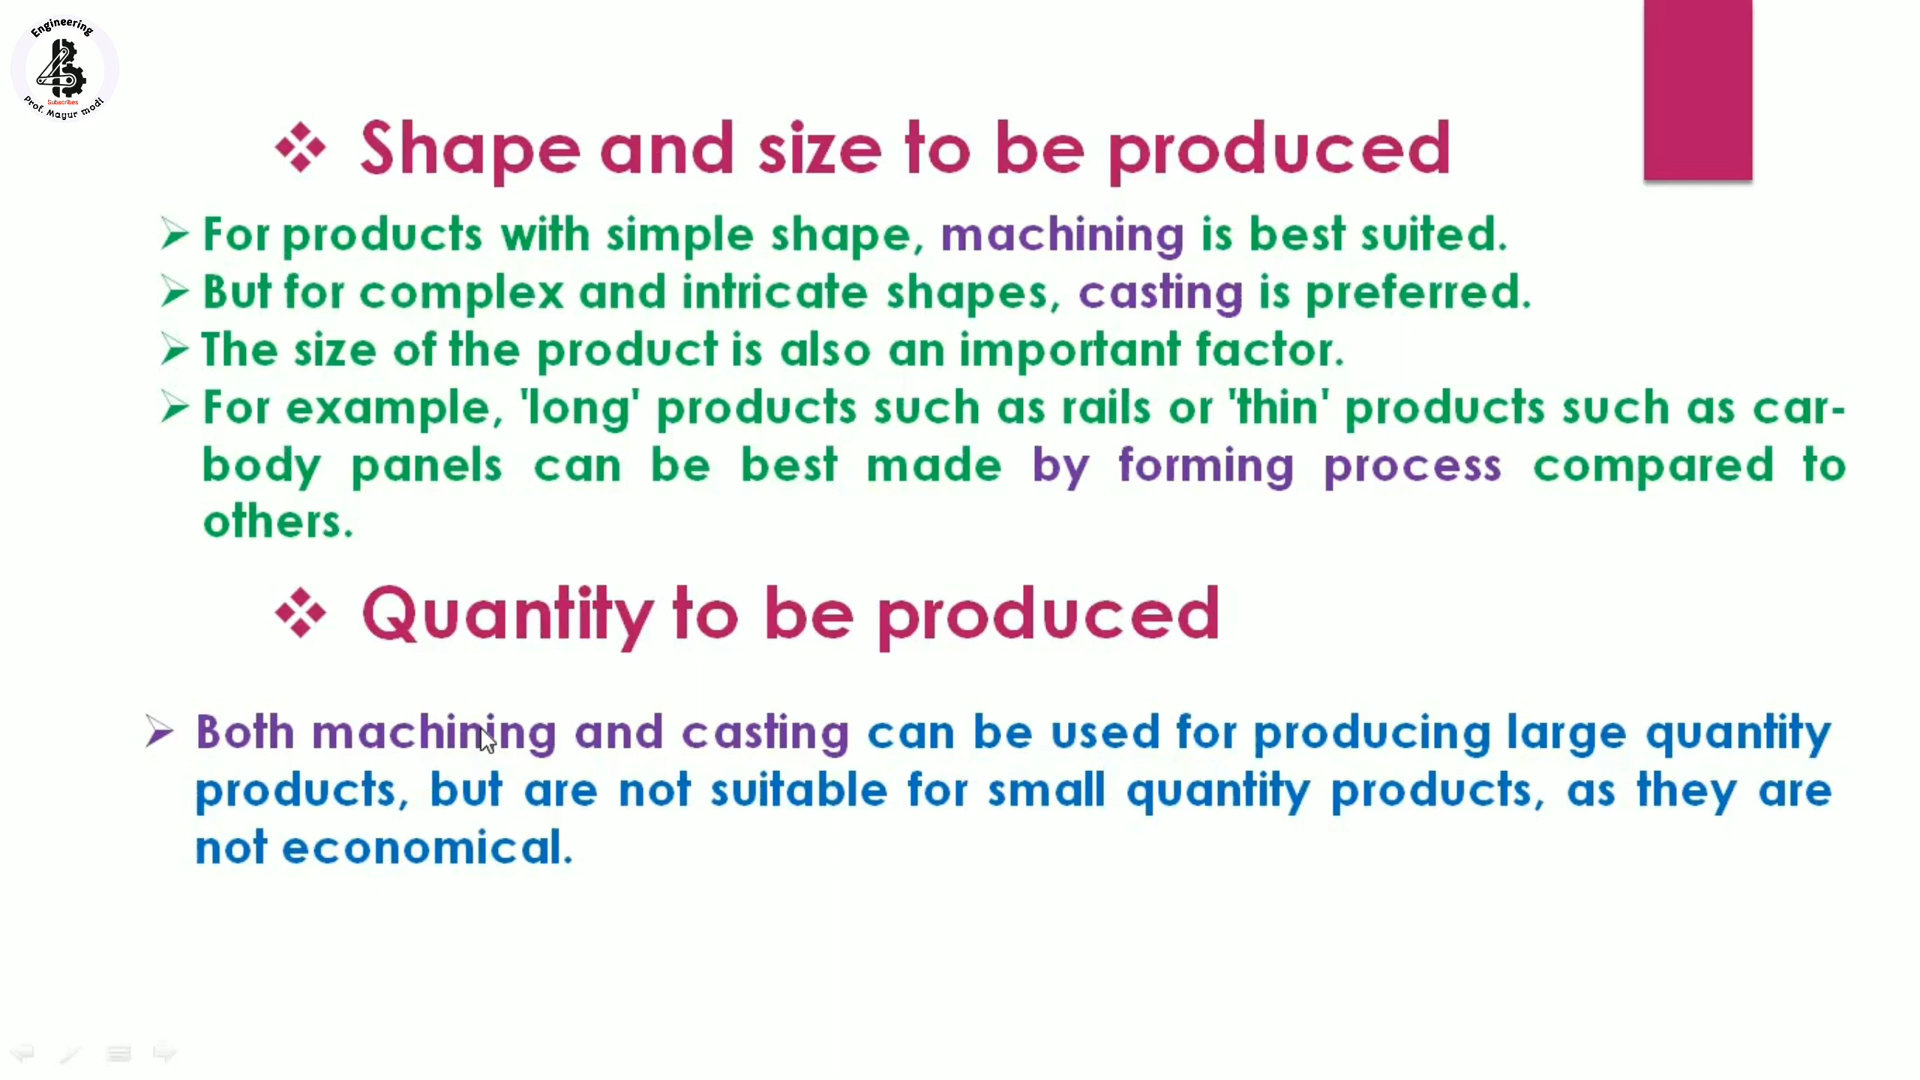 Engineering
Subscribes
Prof. Mayur modi
Shape and size to be produced
For products with simple shape, machining is best suited.
But for complex and intricate shapes, casting is preferred.
The size of the product is also an important factor.
For example, 'long' products such as rails or 'thin' products such as car-
body panels can be best made by forming process compared to
others.
Quantity to be produced
Both machining and casting can be used for producing large quantity
products, but are not suitable for small quantity products, as they are
not economical.